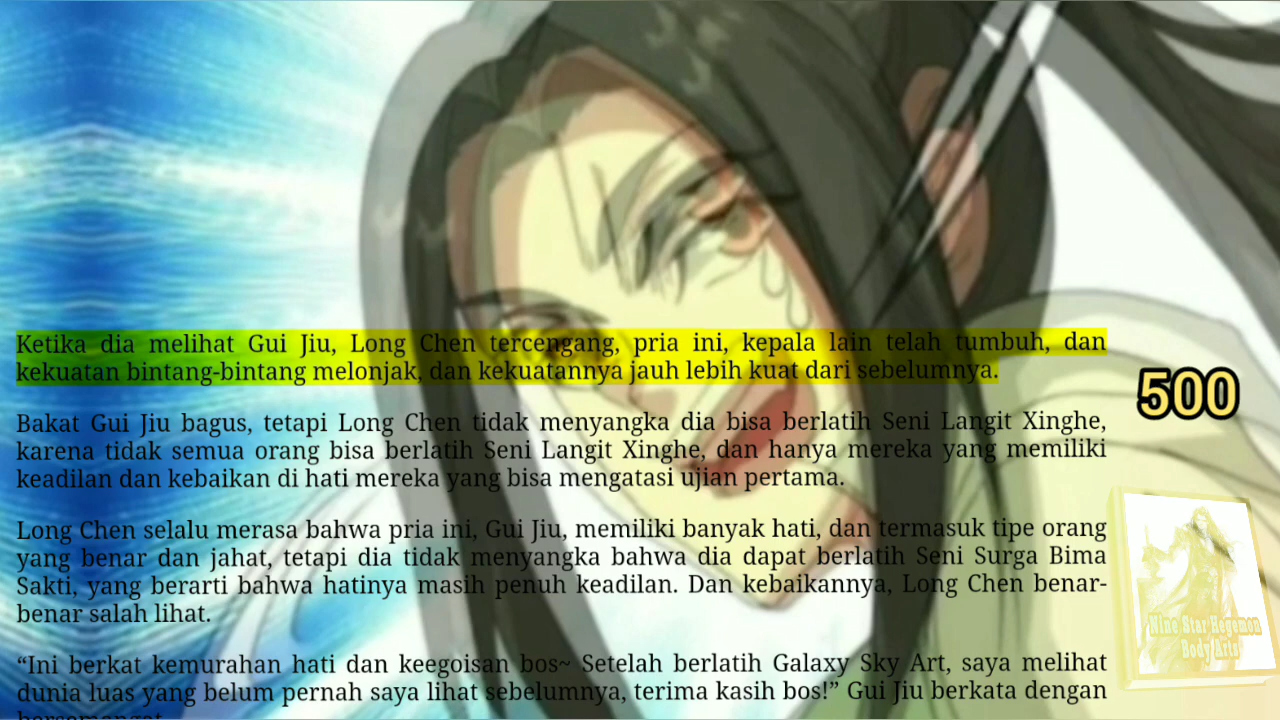 Ketika dia melihat Gui Jiu, Long Chen tercengang, pria ini, kepala lain telah tumbuh, dan
kekuatan bintang-bintang melonjak, dan kekuatannya jauh lebih kuat dari sebelumnya.
Bakat Gui Jiu bagus, tetapi Long Chen tidak menyangka dia bisa berlatih Seni Langit Xinghe,
karena tidak semua orang bisa berlatih Seni Langit Xinghe, dan hanya mereka yang memiliki
keadilan dan kebaikan di hati mereka yang bisa mengatasi ujian pertama.
Long Chen selalu merasa bahwa pria ini, Gui Jiu, memiliki banyak hati, dan termasuk tipe orang
yang benar dan jahat, tetapi dia tidak menyangka bahwa dia dapat berlatih Seni Surga Bima
Sakti, yang berarti bahwa hatinya masih penuh keadilan. Dan kebaikannya, Long Chen benar-
benar salah lihat.
“Ini berkat kemurahan hati dan keegoisan bos~ Setelah berlatih Galaxy Sky Art, saya melihat
dunia luas yang belum pernah saya lihat sebelumnya, terima kasih bos!” Gui Jiu berkata dengan
bersemangat.
500
Nine Star Hegemon
Body Arts